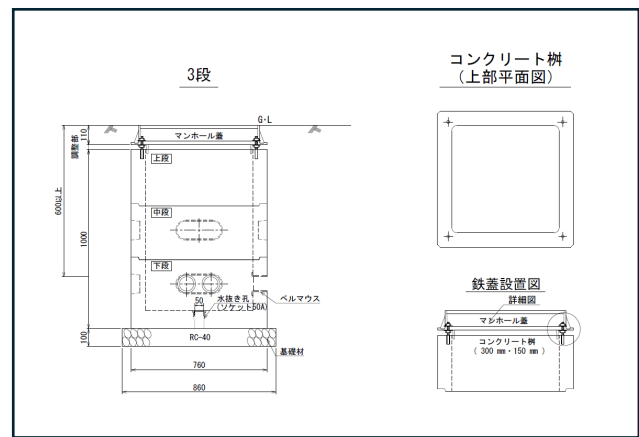 3段
コンクリート桝
(上部平面図)
G・L
マンホール蓋
調整部
110
上段
600以上
1000
中段
下段
50
水抜き孔
(ソケット50A)
ベルマウス
100
RC-40
基礎材
760
860
鉄蓋設置図
詳細図
マンホール蓋
コンクリート桝
( 300 mm・150 mm )